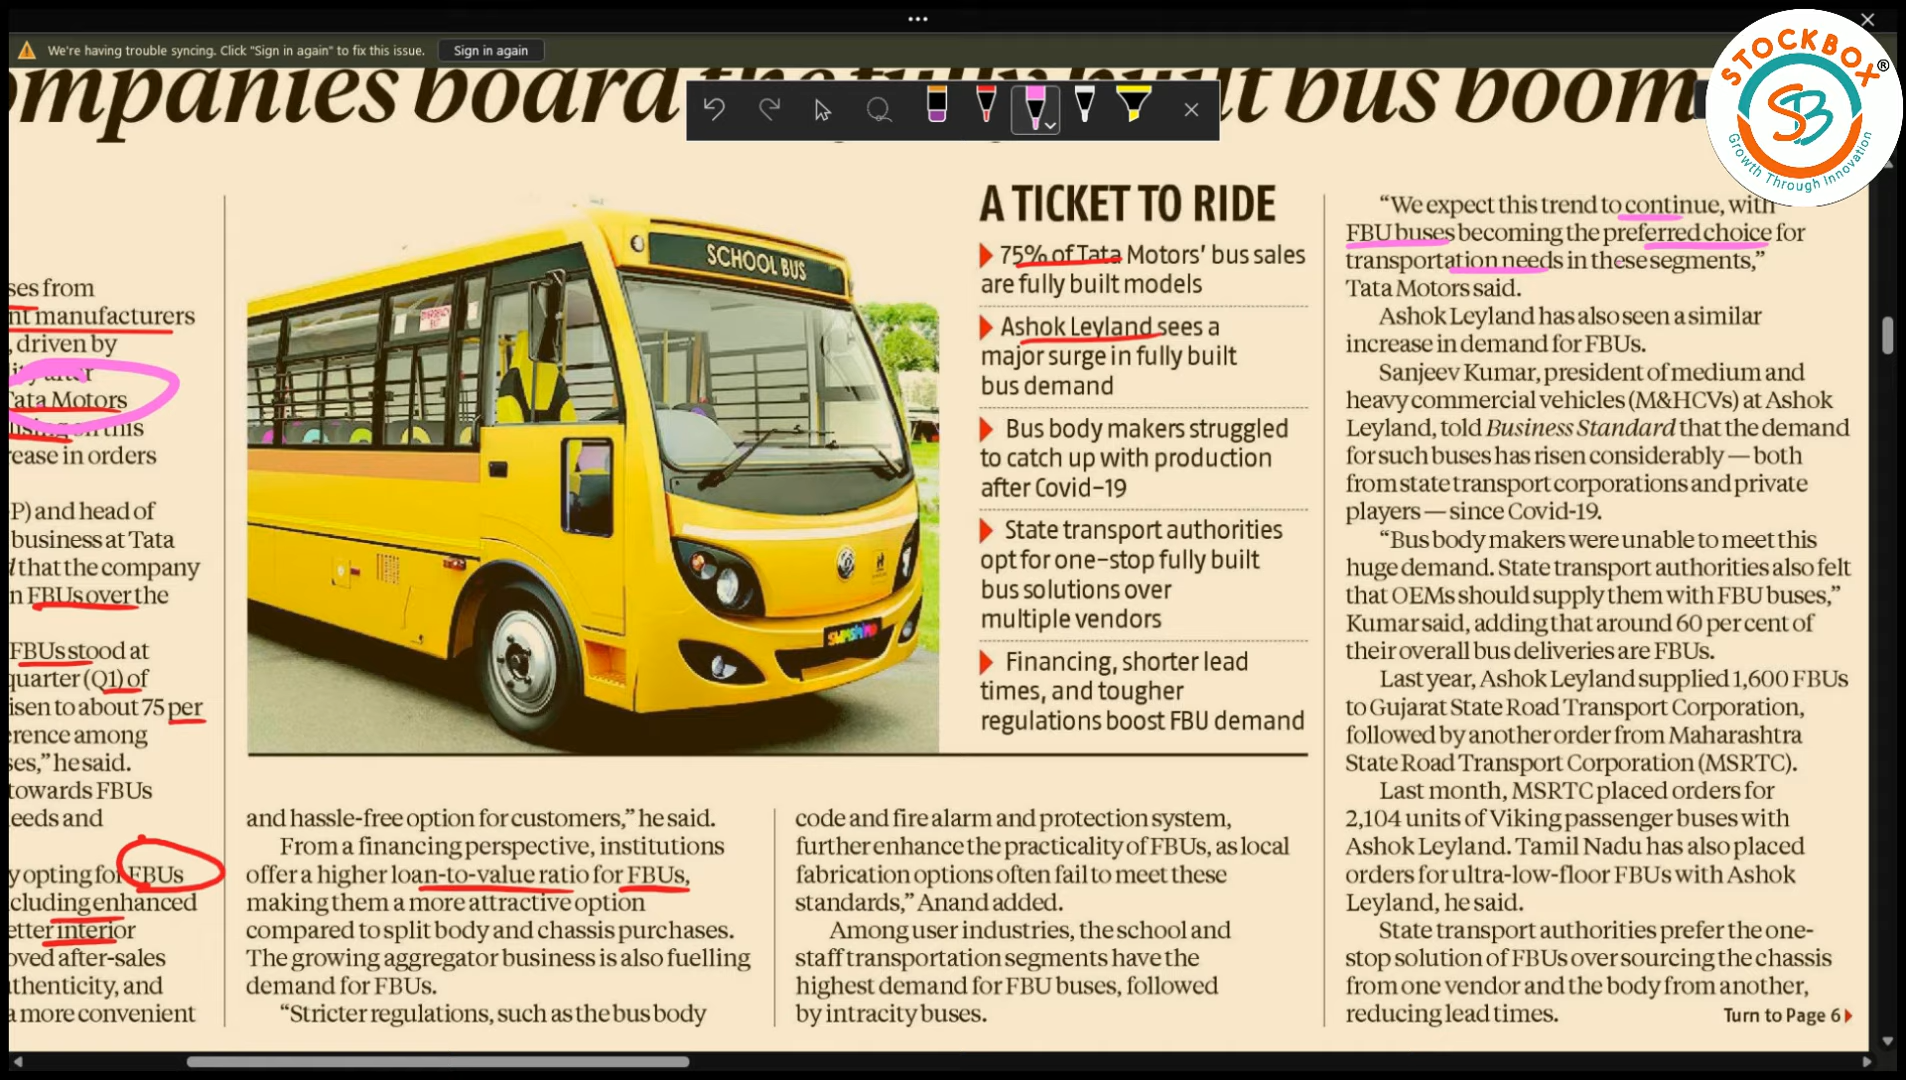 We're having trouble syncing. Click "Sign in again" to fix this issue.
Sign in again
STOCKBOX®
SB
Growth Through Innovation
ompanies board the fully built bus boom
ses from
nt manufacturers
, driven by
ity after
Tata Motors
using on this
rease in orders
P) and head of
business at Tata
d that the company
n FBUs over the
FBUs stood at
quarter (Q1) of
isen to about 75 per
erence among
ses," he said.
towards FBUs
eeds and
y opting for FBUs
cluding enhanced
etter interior
oved after-sales
uthenticity, and
a more convenient
SCHOOL BUS
EMERGENCY EXIT
SUNSHINE
and hassle-free option for customers," he said.
From a financing perspective, institutions
offer a higher loan-to-value ratio for FBUs,
making them a more attractive option
compared to split body and chassis purchases.
The growing aggregator business is also fuelling
demand for FBUs.
"Stricter regulations, such as the bus body
code and fire alarm and protection system,
further enhance the practicality of FBUs, as local
fabrication options often fail to meet these
standards," Anand added.
Among user industries, the school and
staff transportation segments have the
highest demand for FBU buses, followed
by intracity buses.
A TICKET TO RIDE
75% of Tata Motors' bus sales
are fully built models
Ashok Leyland sees a
major surge in fully built
bus demand
Bus body makers struggled
to catch up with production
after Covid-19
State transport authorities
opt for one-stop fully built
bus solutions over
multiple vendors
Financing, shorter lead
times, and tougher
regulations boost FBU demand
"We expect this trend to continue, with
FBU buses becoming the preferred choice for
transportation needs in these segments,"
Tata Motors said.
Ashok Leyland has also seen a similar
increase in demand for FBUs.
Sanjeev Kumar, president of medium and
heavy commercial vehicles (M&HCVs) at Ashok
Leyland, told Business Standard that the demand
for such buses has risen considerably — both
from state transport corporations and private
players — since Covid-19.
"Bus body makers were unable to meet this
huge demand. State transport authorities also felt
that OEMs should supply them with FBU buses,"
Kumar said, adding that around 60 per cent of
their overall bus deliveries are FBUs.
Last year, Ashok Leyland supplied 1,600 FBUs
to Gujarat State Road Transport Corporation,
followed by another order from Maharashtra
State Road Transport Corporation (MSRTC).
Last month, MSRTC placed orders for
2,104 units of Viking passenger buses with
Ashok Leyland. Tamil Nadu has also placed
orders for ultra-low-floor FBUs with Ashok
Leyland, he said.
State transport authorities prefer the one-
stop solution of FBUs over sourcing the chassis
from one vendor and the body from another,
reducing lead times.
Turn to Page 6